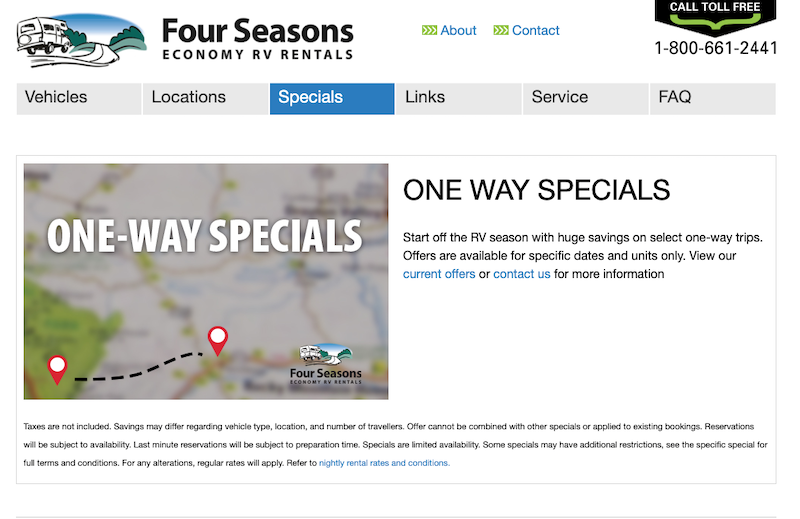 CALL TOLL FREE
Four Seasons
ECONOMY RV RENTALS
About
Contact
1-800-661-2441
Vehicles
Locations
Specials
Links
Service
FAQ
ONE-WAY SPECIALS
Four Seasons
ECONOMY RV RENTALS
ONE WAY SPECIALS
Start off the RV season with huge savings on select one-way trips.
Offers are available for specific dates and units only. View our
current offers or contact us for more information
Taxes are not included. Savings may differ regarding vehicle type, location, and number of travellers. Offer cannot be combined with other specials or applied to existing bookings. Reservations
will be subject to availability. Last minute reservations will be subject to preparation time. Specials are limited availability. Some specials may have additional restrictions, see the specific special for
full terms and conditions. For any alterations, regular rates will apply. Refer to nightly rental rates and conditions.